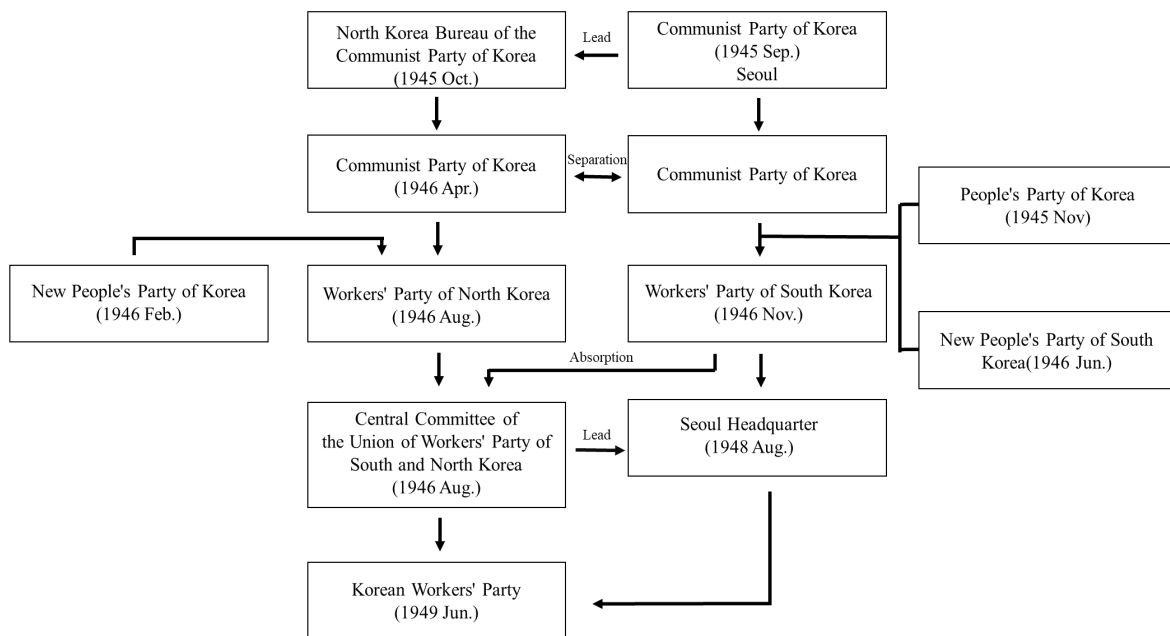 North Korea Bureau of the
Communist Party of Korea
(1945 Oct.)
Lead
Communist Party of Korea
(1945 Sep.)
Seoul
Communist Party of Korea
(1946 Apr.)
Separation
Communist Party of Korea
People's Party of Korea
(1945 Nov)
New People's Party of Korea
(1946 Feb.)
Workers' Party of North Korea
(1946 Aug.)
Workers' Party of South Korea
(1946 Nov.)
New People's Party of South
Korea(1946 Jun.)
Absorption
Central Committee of
the Union of Workers' Party of
South and North Korea
(1946 Aug.)
Lead
Seoul Headquarter
(1948 Aug.)
Korean Workers' Party
(1949 Jun.)